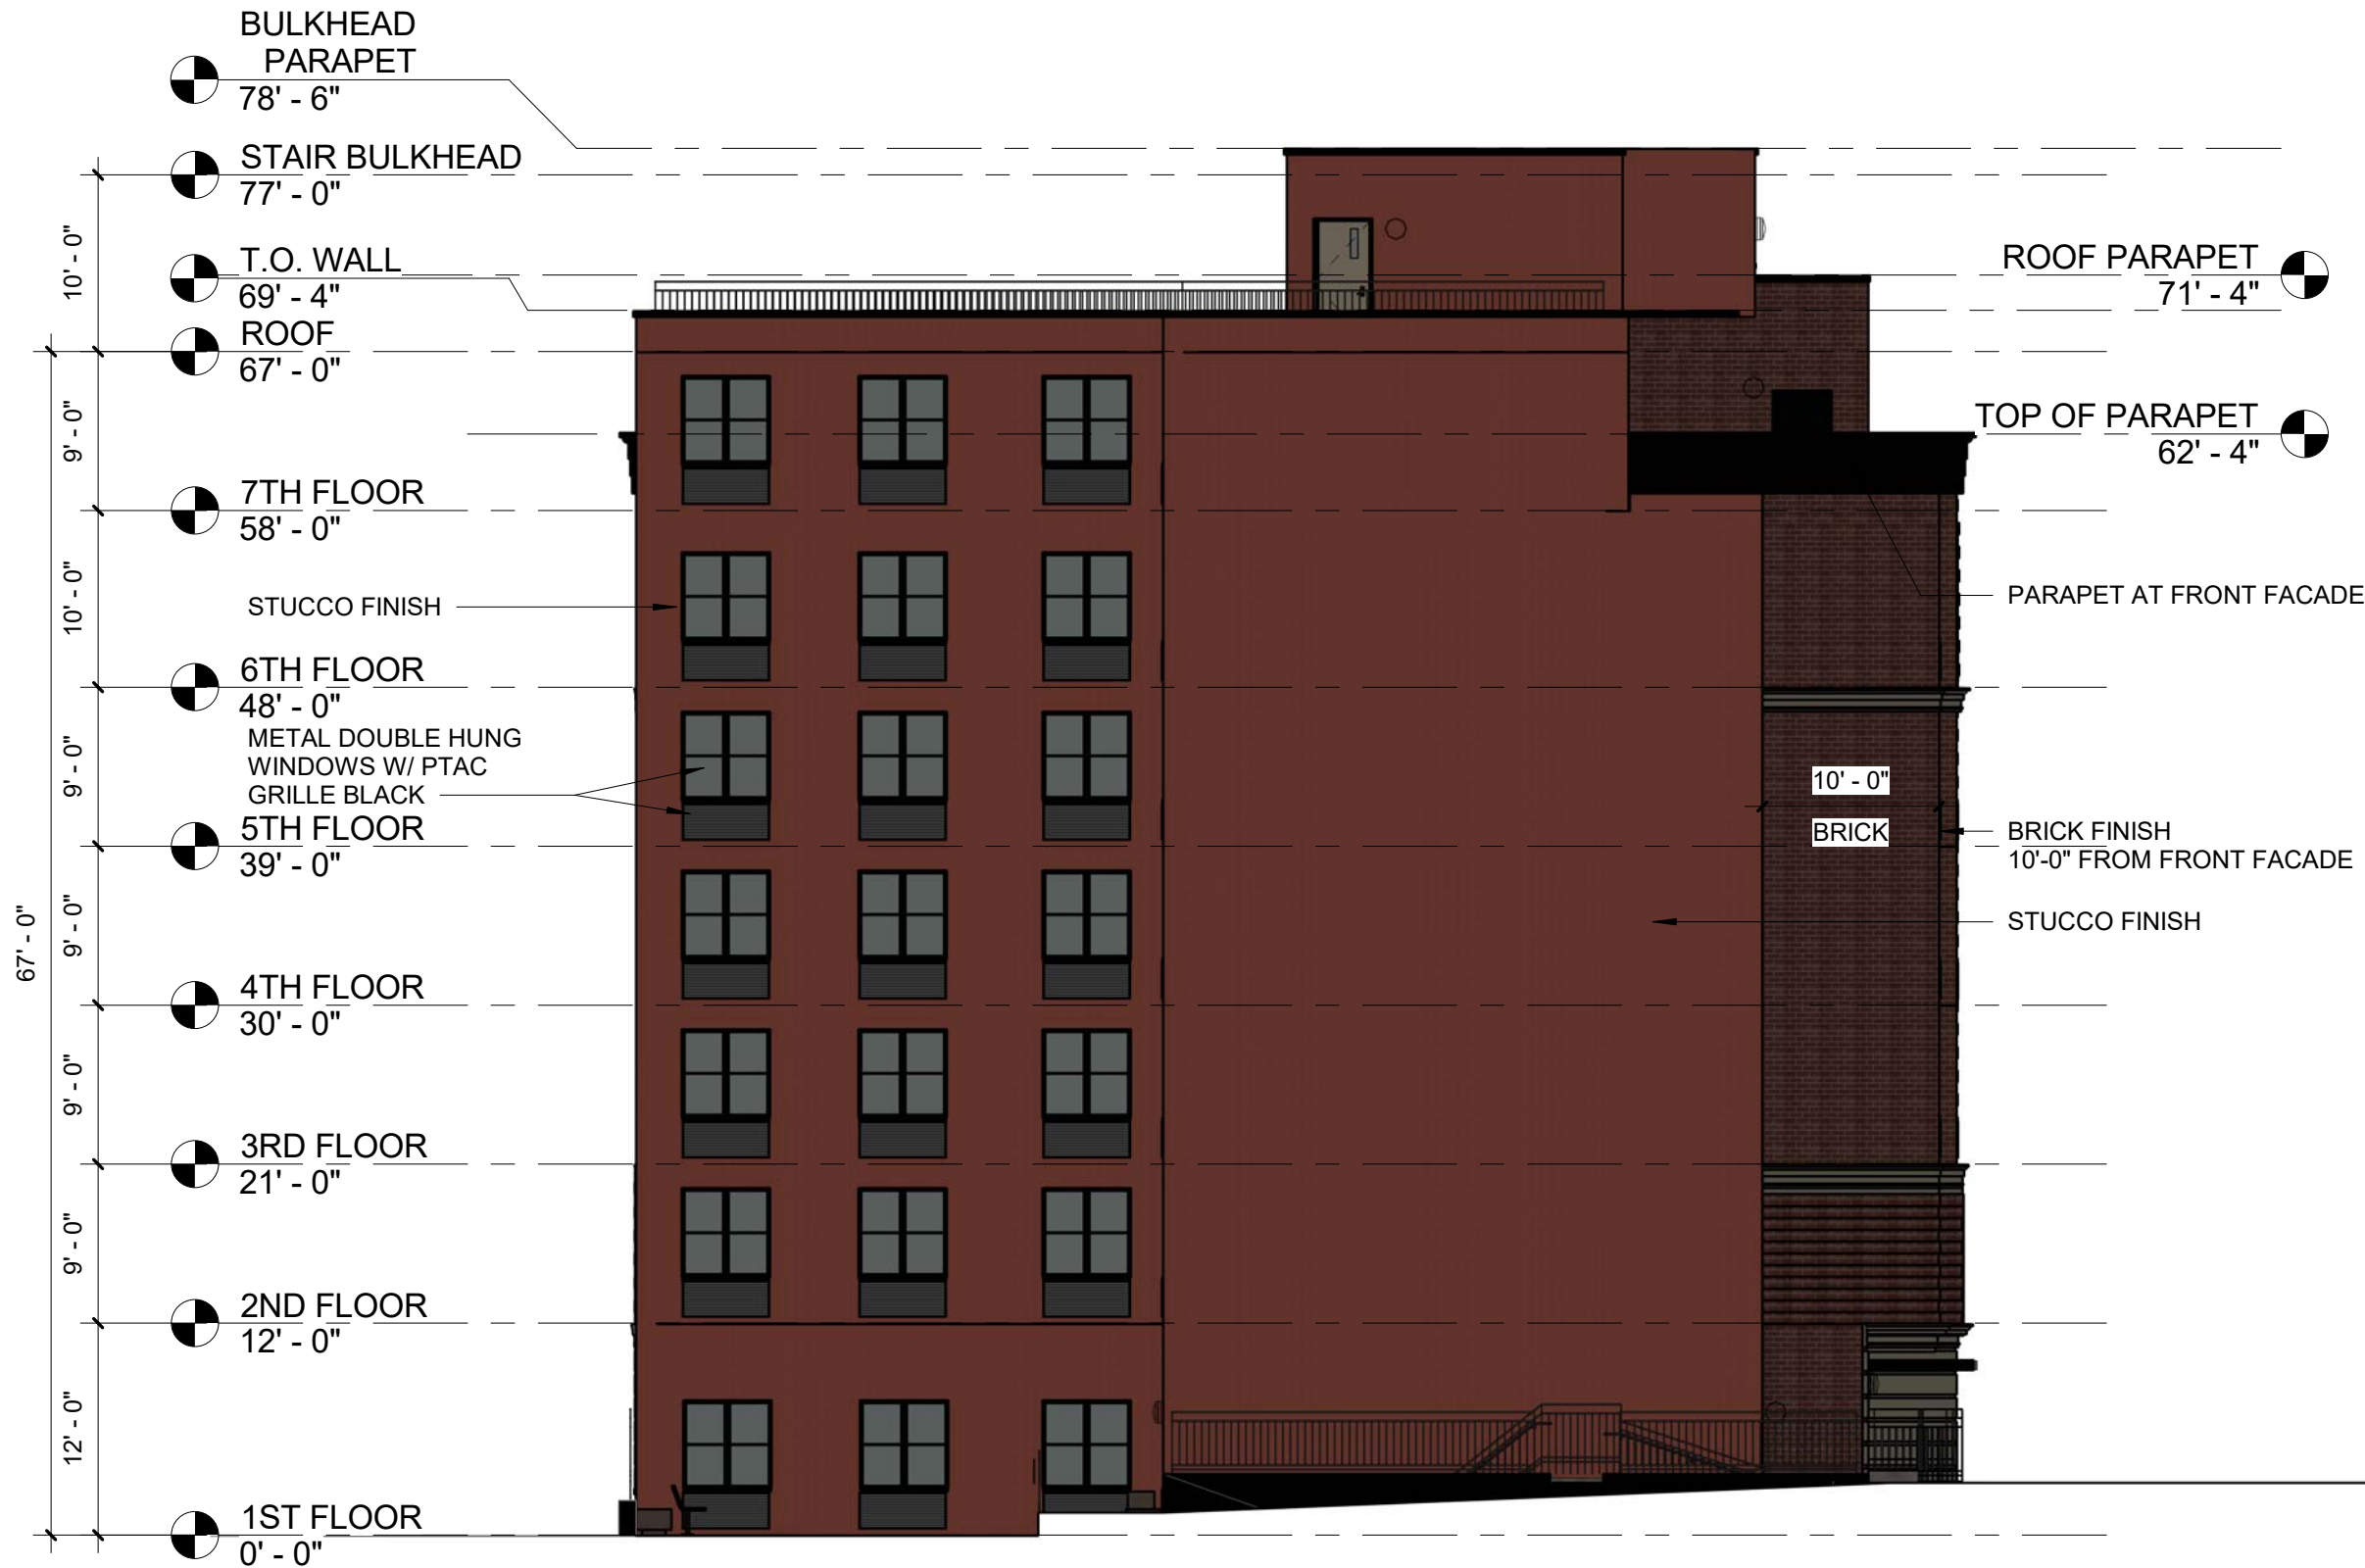 BULKHEAD
PARAPET
78' - 6"
STAIR BULKHEAD
77' - 0"
T.O. WALL
69' - 4"
ROOF
67' - 0"
7TH FLOOR
58' - 0"
STUCCO FINISH
6TH FLOOR
48' - 0"
METAL DOUBLE HUNG
WINDOWS W/ PTAC
GRILLE BLACK
5TH FLOOR
39' - 0"
4TH FLOOR
30' - 0"
3RD FLOOR
21' - 0"
2ND FLOOR
12' - 0"
1ST FLOOR
0' - 0"
10' - 0"
9' - 0"
10' - 0"
9' - 0"
9' - 0"
9' - 0"
9' - 0"
12' - 0"
67' - 0"
10' - 0"
BRICK
ROOF PARAPET
71' - 4"
TOP OF PARAPET
62' - 4"
PARAPET AT FRONT FACADE
BRICK FINISH
10'-0" FROM FRONT FACADE
STUCCO FINISH